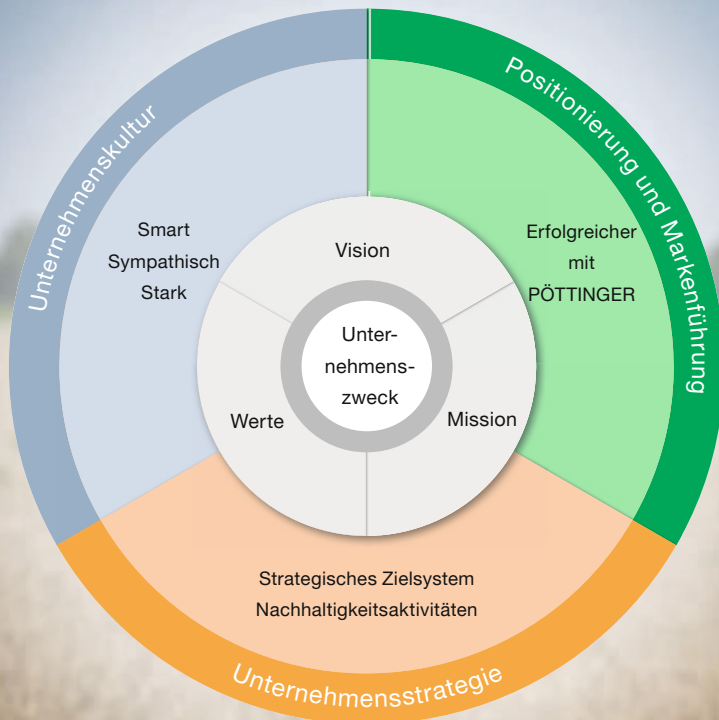 Unternehmenskultur
Positionierung und Markenführung
Smart
Sympathisch
Stark
Erfolgreicher
mit
PÖTTINGER
Vision
Unter-
nehmens-
zweck
Werte
Mission
Strategisches Zielsystem
Nachhaltigkeitsaktivitäten
Unternehmensstrategie